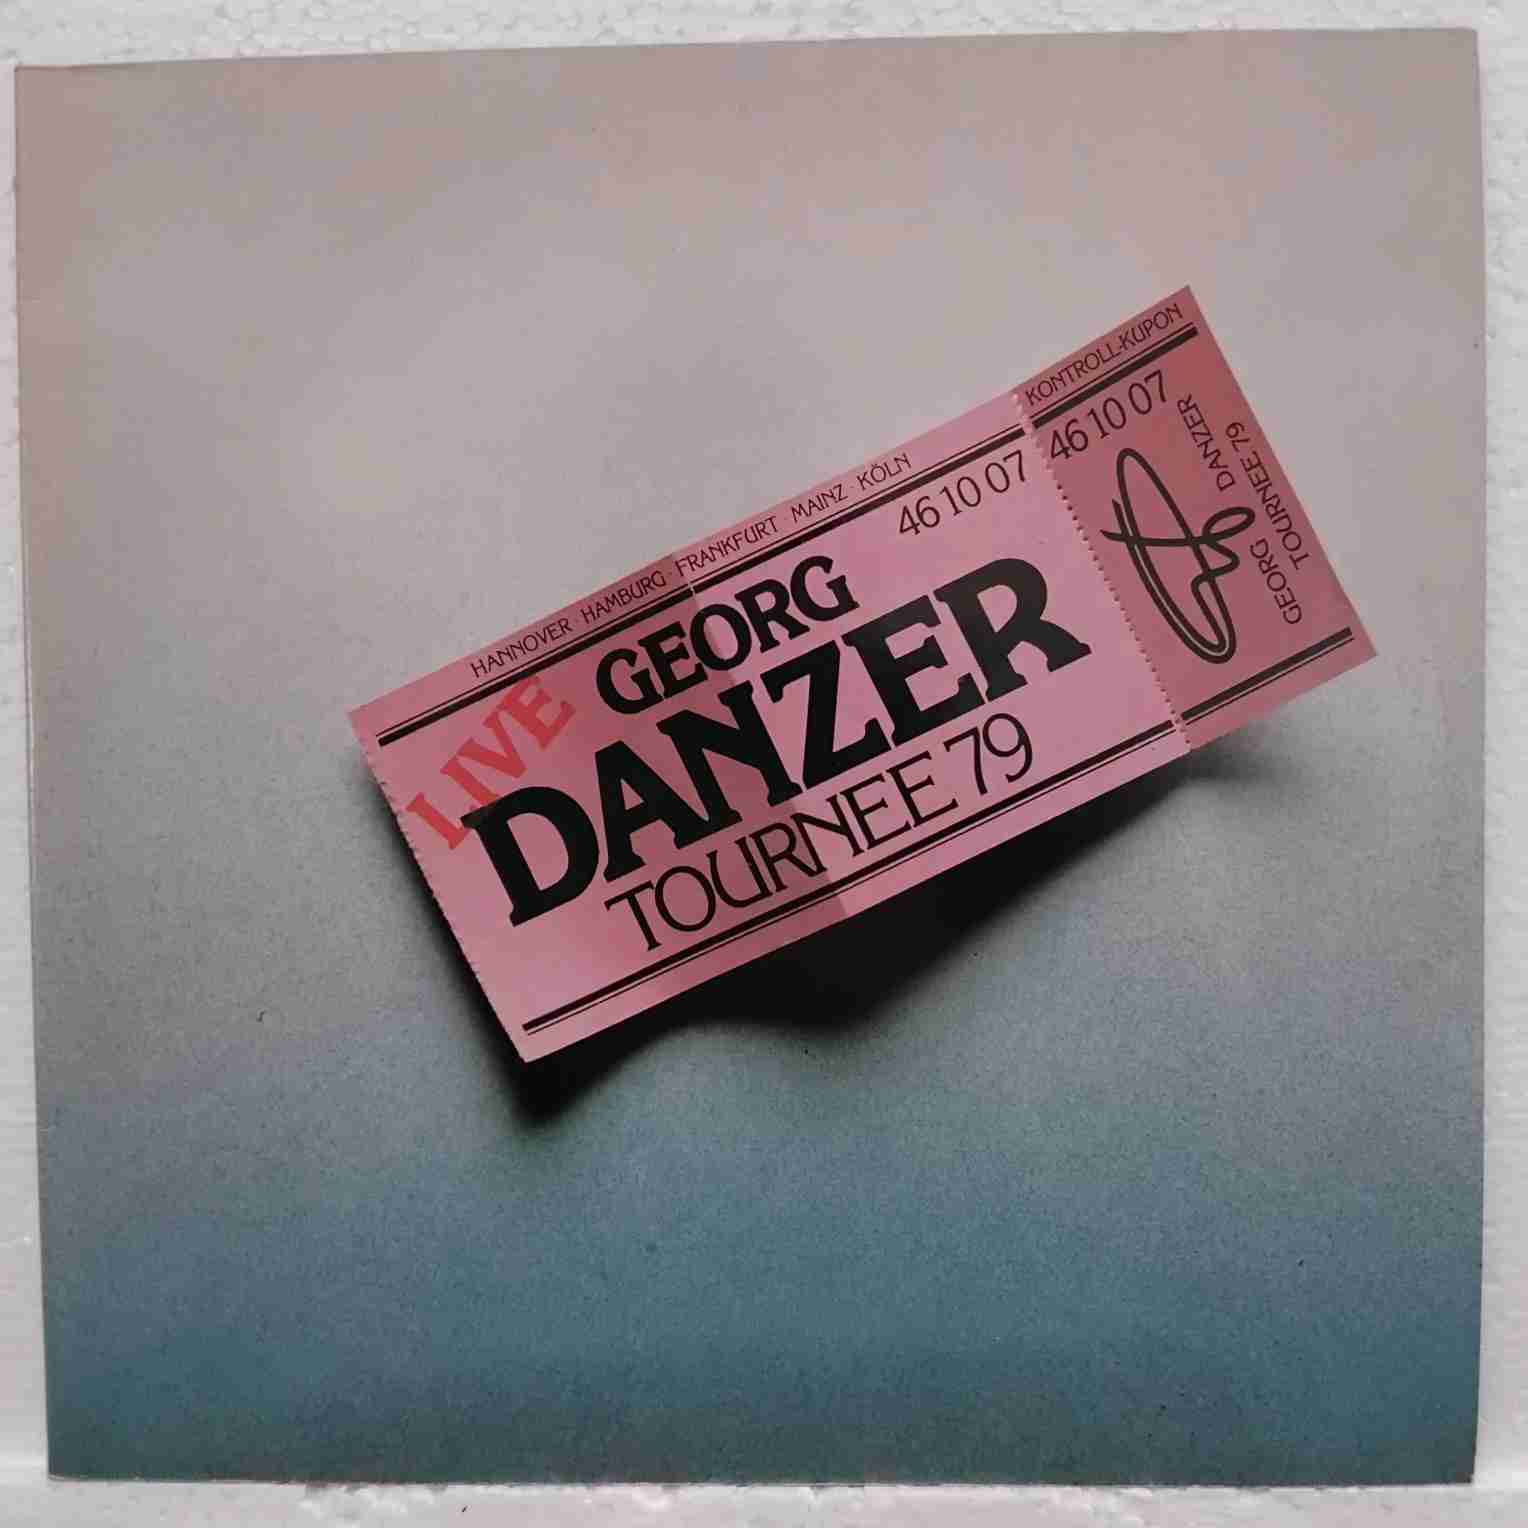 HANNOVER · HAMBURG · FRANKFURT · MAINZ · KÖLN
46 10 07
LIVE
GEORG
DANZER
TOURNEE 79
KONTROLL-KUPON
46 10 07
GEORG DANZER
TOURNEE 79